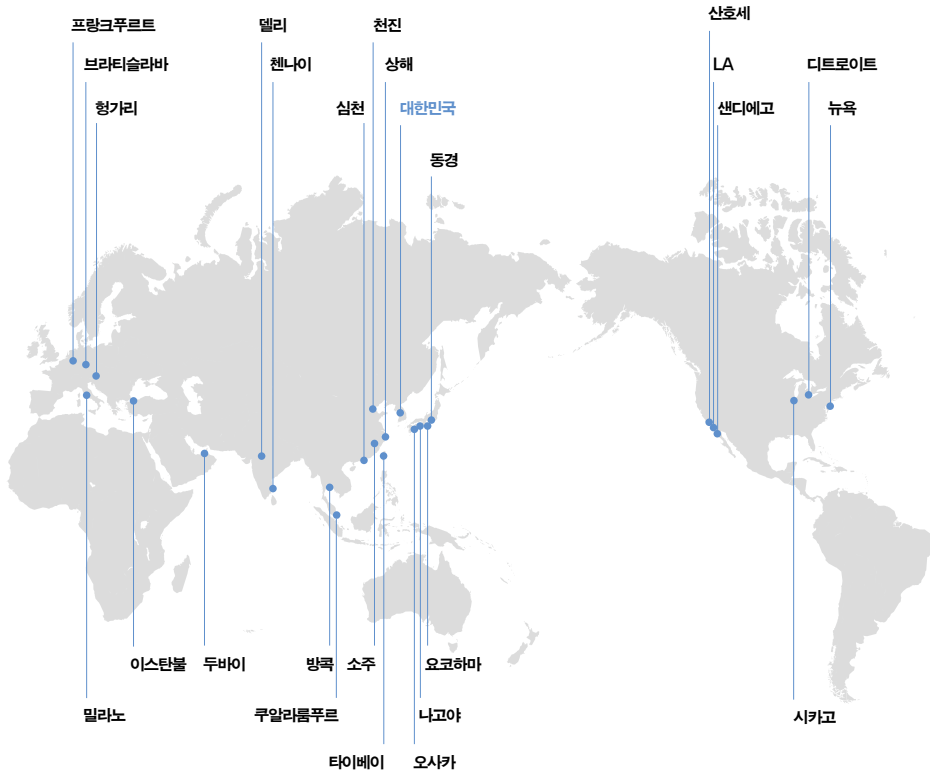 산호세
프랑크푸르트
델리
천진
브라티슬라바
첸나이
상해
LA
디트로이트
헝가리
심천
대한민국
샌디에고
뉴욕
동경
이스탄불
두바이
방콕
소주
요코하마
밀라노
쿠알라룸푸르
나고야
시카고
타이베이
오사카